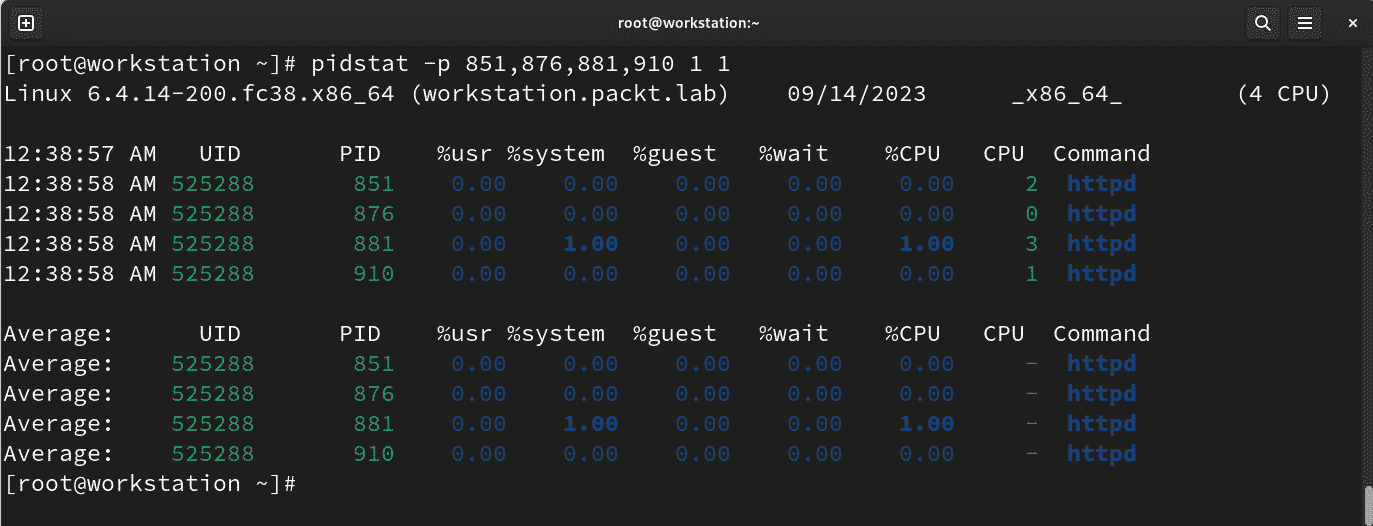 root@workstation:~
[root@workstation ~]# pidstat -p 851,876,881,910 1 1
Linux 6.4.14-200.fc38.x86_64 (workstation.packt.lab) 09/14/2023 _x86_64_ (4 CPU)
12:38:57 AM UID PID %usr %system %guest %wait %CPU CPU Command
12:38:58 AM 525288 851 0.00 0.00 0.00 0.00 0.00 2 httpd
12:38:58 AM 525288 876 0.00 0.00 0.00 0.00 0.00 0 httpd
12:38:58 AM 525288 881 0.00 1.00 0.00 0.00 1.00 3 httpd
12:38:58 AM 525288 910 0.00 0.00 0.00 0.00 0.00 1 httpd
Average: UID PID %usr %system %guest %wait %CPU CPU Command
Average: 525288 851 0.00 0.00 0.00 0.00 0.00 - httpd
Average: 525288 876 0.00 0.00 0.00 0.00 0.00 - httpd
Average: 525288 881 0.00 1.00 0.00 0.00 1.00 - httpd
Average: 525288 910 0.00 0.00 0.00 0.00 0.00 - httpd
[root@workstation ~]#